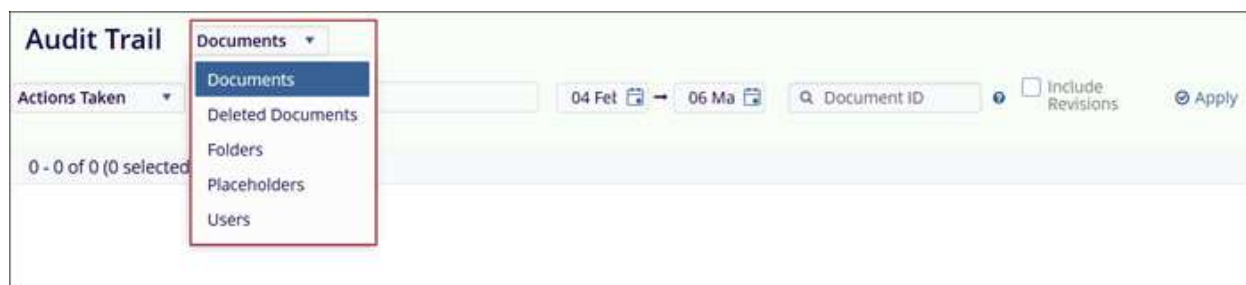 Audit Trail
Documents
Documents
Actions Taken
04 Fet
06 Ma
Document ID
Include
Revisions
Apply
Deleted Documents
Folders
0 - 0 of 0 (0 selected
Placeholders
Users